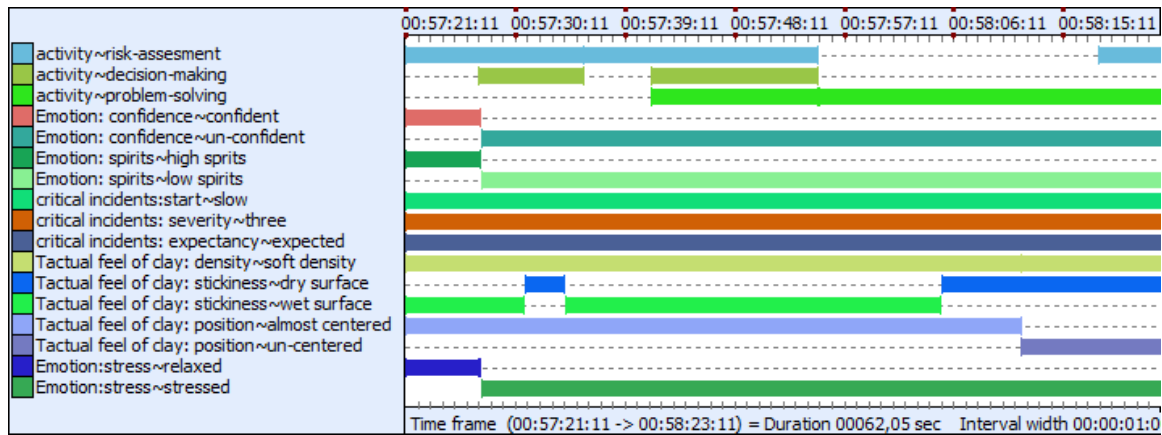 00:57:21:11 00:57:30:11 00:57:39:11 00:57:48:11 00:57:57:11 00:58:06:11 00:58:15:11
activity~risk-assesment
activity~decision-making
activity~problem-solving
Emotion: confidence~confident
Emotion: confidence~un-confident
Emotion: spirits~high sprits
Emotion: spirits~low spirits
critical incidents:start~slow
critical incidents: severity~three
critical incidents: expectancy~expected
Tactual feel of clay: density~soft density
Tactual feel of clay: stickiness~dry surface
Tactual feel of clay: stickiness~wet surface
Tactual feel of clay: position~almost centered
Tactual feel of clay: position~un-centered
Emotion:stress~relaxed
Emotion:stress~stressed
Time frame (00:57:21:11 -> 00:58:23:11) = Duration 00062,05 sec Interval width 00:00:01:0